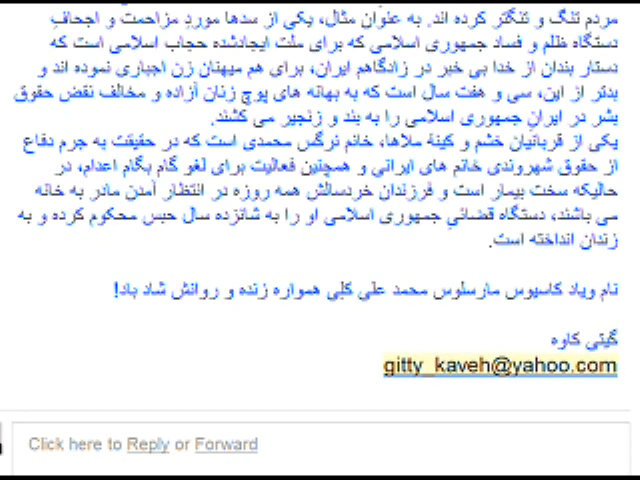 مردم تنگ و تنگتر کرده اند. به عنوان مثال، یکی از سدها مورد مزاحمت و اجحاف
دستگاه ظلم و فساد جمهوری اسلامی که برای ملت ایجادشده حجاب اسلامی است که
دستار بندان از خدا بی خبر در زادگاهم ایران، برای هم میهنان زن اجباری نموده اند و
بدتر از این، سی و هفت سال است که به بهانه های پوچ زنان آزاده و مخالف نقض حقوق
بشر در ایران جمهوری اسلامی را به بند و زنجیر می کشند.
یکی از قربانیان خشم و کینۀ ملاها، خانم نرگس محمدی است که در حقیقت به جرم دفاع
از حقوق شهروندی خانم های ایرانی و همچنین فعالیت برای لغو گام بگام اعدام، در
حالیکه سخت بیمار است و فرزندان خردسالش همه روزه در انتظار آمدن مادر به خانه
می باشند، دستگاه قضائی جمهوری اسلامی او را به شانزده سال حبس محکوم کرده و به
زندان انداخته است.
نام ویاد کاسیوس مارسلوس محمد علی کلی همواره زنده و روانش شاد باد!
گیتی کاوه
gitty_kaveh@yahoo.com
Click here to Reply or Forward